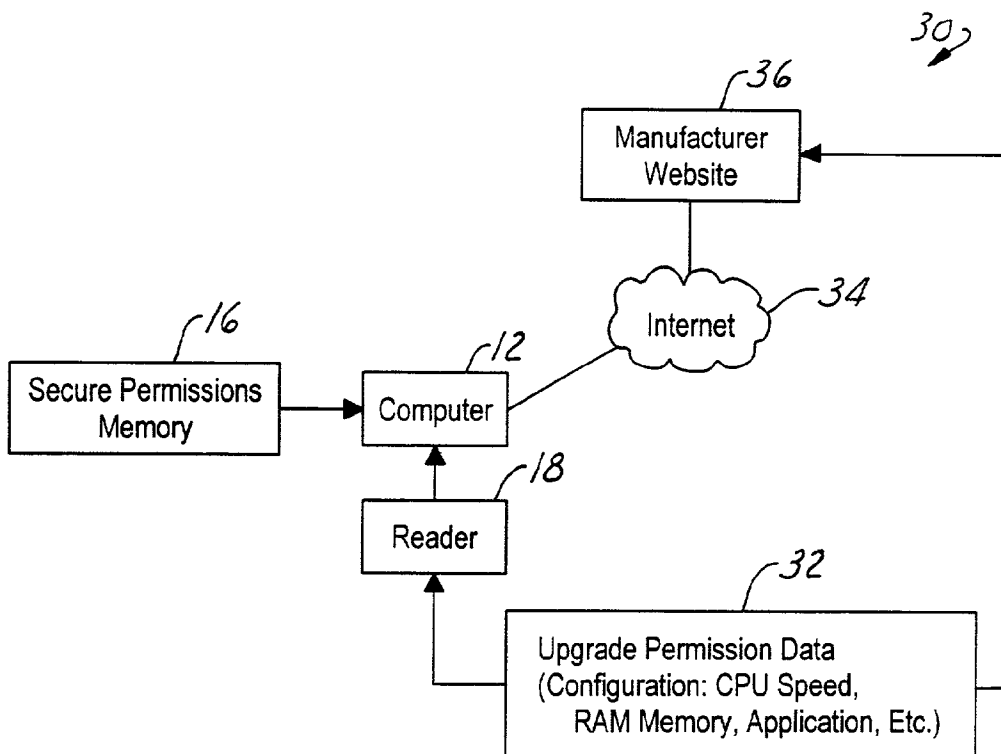 30
36
Manufacturer
Website
34
Internet
16
Secure Permissions
Memory
12
Computer
18
Reader
32
Upgrade Permission Data
(Configuration: CPU Speed,
RAM Memory, Application, Etc.)